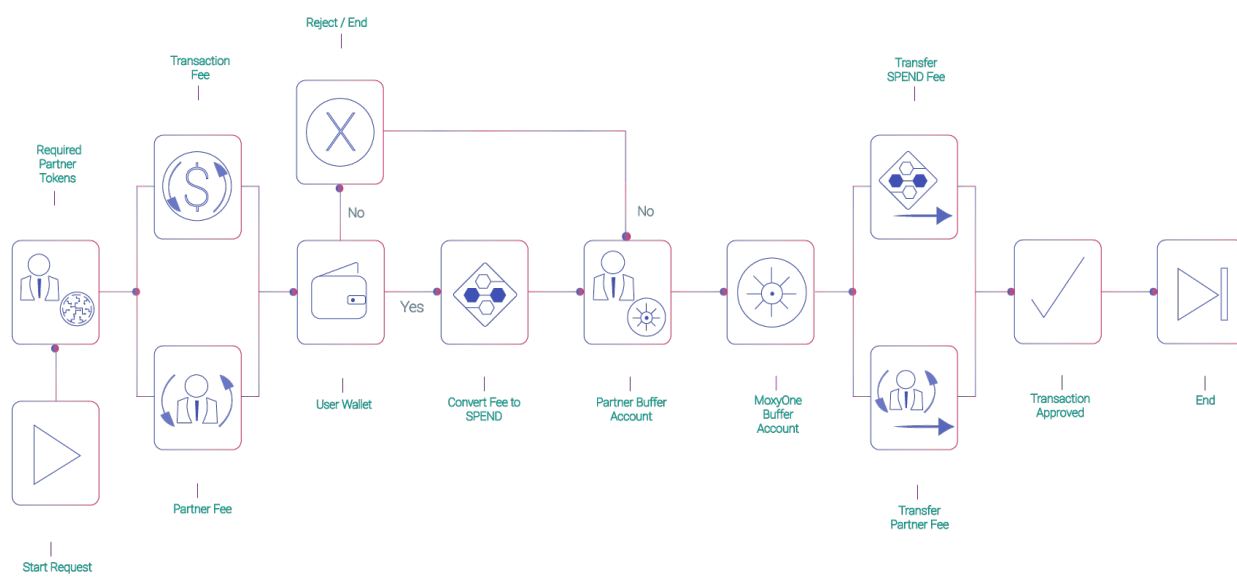 Reject / End
Transaction
Fee
Transfer
SPEND Fee
Required
Partner
Tokens
No
No
Yes
User Wallet
Convert Fee to
SPEND
Partner Buffer
Account
MoxyOne
Buffer
Account
Transaction
Approved
End
Partner Fee
Transfer
Partner Fee
Start Request